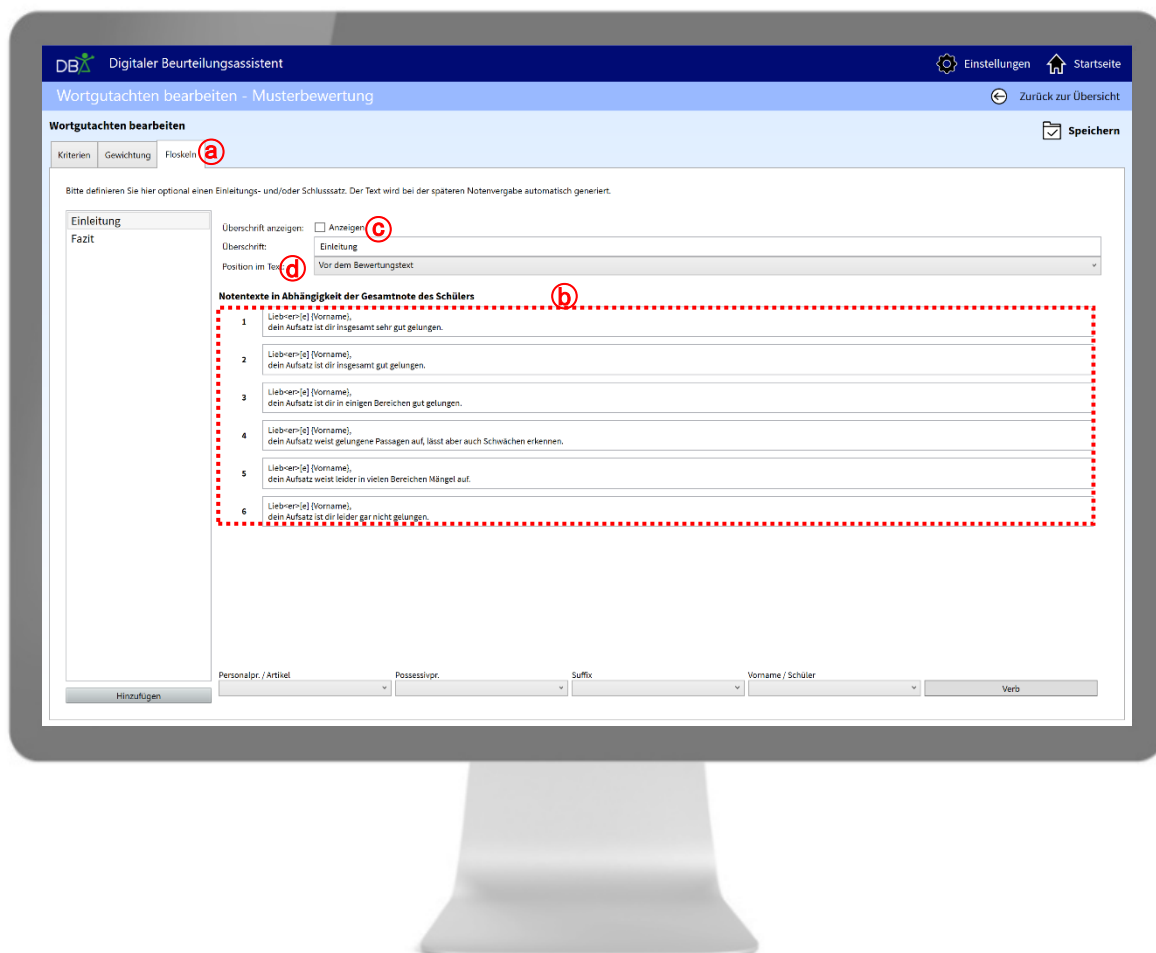 DBA Digitaler Beurteilungsassistent Einstellungen Startseite
Wortgutachten bearbeiten - Musterbewertung Zurück zur Übersicht
Wortgutachten bearbeiten Speichern
Kriterien Gewichtung Floskeln a
Bitte definieren Sie hier optional einen Einleitungs- und/oder Schlusssatz. Der Text wird bei der späteren Notenvergabe automatisch generiert.
Einleitung
Fazit
Überschrift anzeigen: Anzeigen c
Überschrift: Einleitung
Position im Text: d Vor dem Bewertungstext
Notentexte in Abhängigkeit der Gesamtnote des Schülers b
1 Lieb<er>[e] {Vorname},
dein Aufsatz ist dir insgesamt sehr gut gelungen.
2 Lieb<er>[e] {Vorname},
dein Aufsatz ist dir insgesamt gut gelungen.
3 Lieb<er>[e] {Vorname},
dein Aufsatz ist dir in einigen Bereichen gut gelungen.
4 Lieb<er>[e] {Vorname},
dein Aufsatz weist gelungene Passagen auf, lässt aber auch Schwächen erkennen.
5 Lieb<er>[e] {Vorname},
dein Aufsatz weist leider in vielen Bereichen Mängel auf.
6 Lieb<er>[e] {Vorname},
dein Aufsatz ist dir leider gar nicht gelungen.
Personalpr. / Artikel Possessivpr. Suffix Vorname / Schüler
Hinzufügen Verb